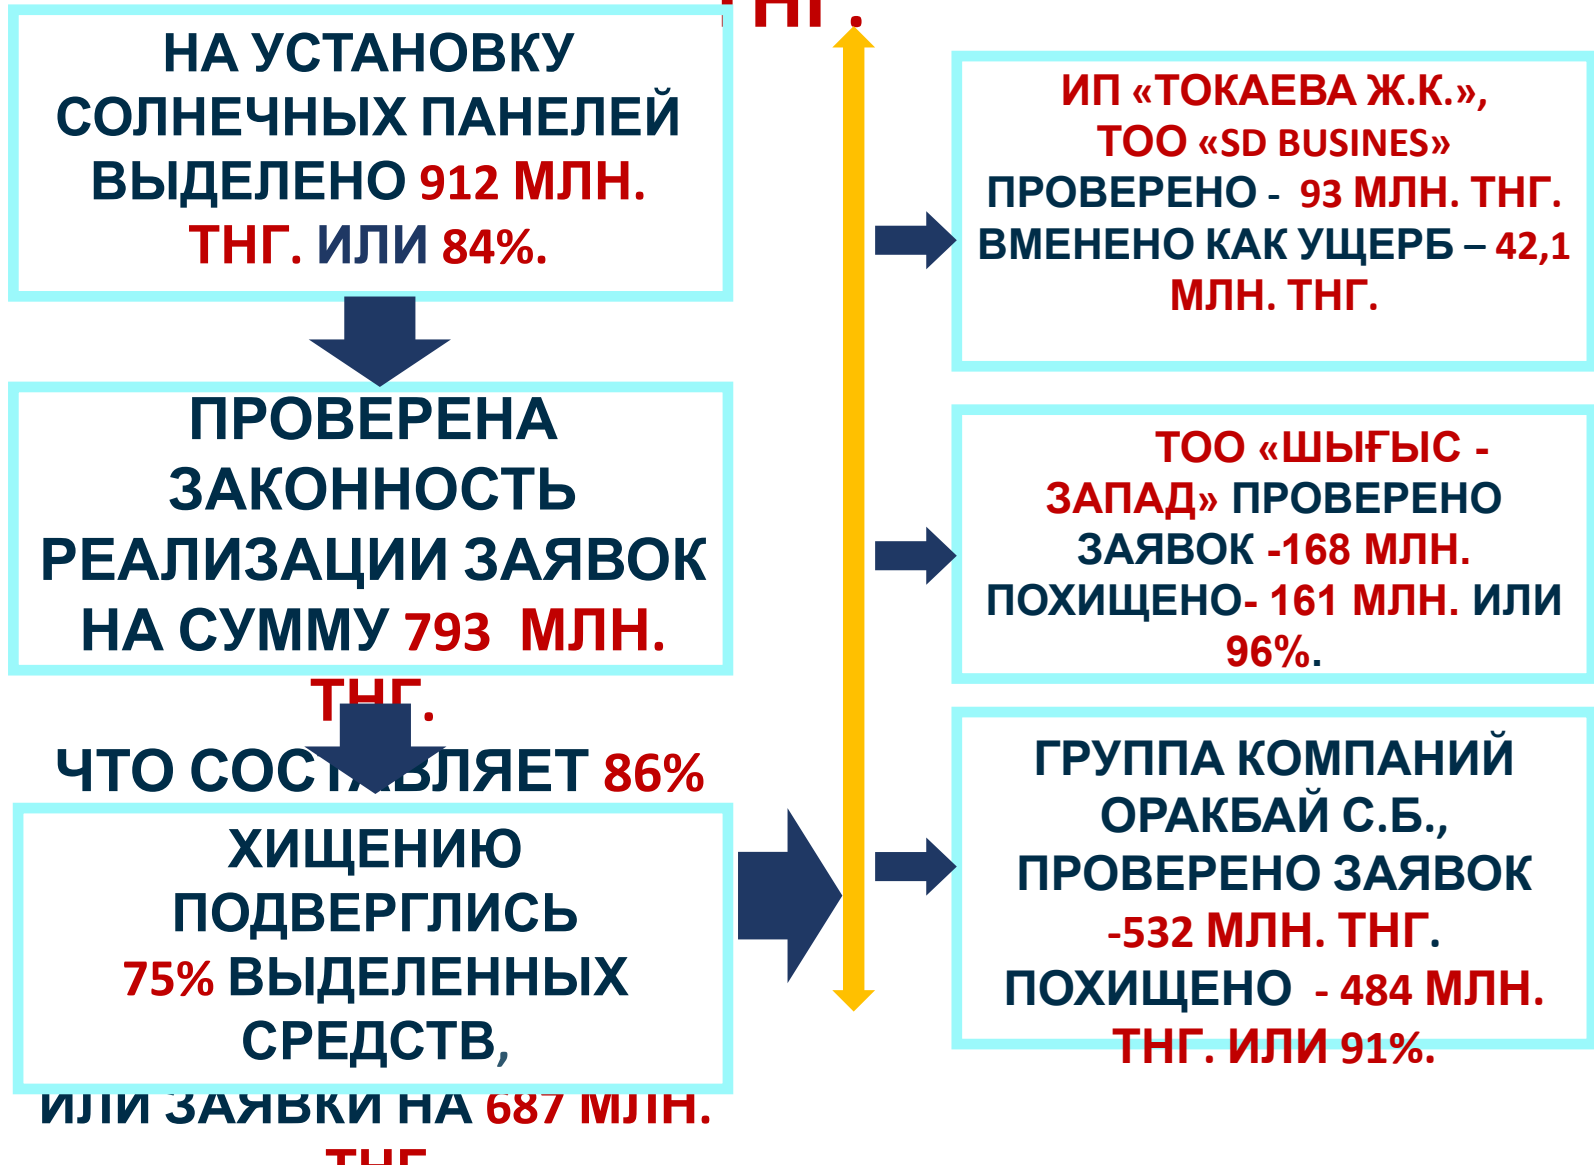 ТНГ.
НА УСТАНОВКУ
СОЛНЕЧНЫХ ПАНЕЛЕЙ
ВЫДЕЛЕНО 912 МЛН.
ТНГ. ИЛИ 84%.
ПРОВЕРЕНА
ЗАКОННОСТЬ
РЕАЛИЗАЦИИ ЗАЯВОК
НА СУММУ 793 МЛН.
ТНГ.
ЧТО СОСТАВЛЯЕТ 86%
ХИЩЕНИЮ
ПОДВЕРГЛИСЬ
75% ВЫДЕЛЕННЫХ
СРЕДСТВ,
ИЛИ ЗАЯВКИ НА 687 МЛН.
ТНГ
ИП «ТОКАЕВА Ж.К.»,
ТОО «SD BUSINES»
ПРОВЕРЕНО - 93 МЛН. ТНГ.
ВМЕНЕНО КАК УЩЕРБ – 42,1
МЛН. ТНГ.
ТОО «ШЫҒЫС -
ЗАПАД» ПРОВЕРЕНО
ЗАЯВОК -168 МЛН.
ПОХИЩЕНО- 161 МЛН. ИЛИ
96%.
ГРУППА КОМПАНИЙ
ОРАКБАЙ С.Б.,
ПРОВЕРЕНО ЗАЯВОК
-532 МЛН. ТНГ.
ПОХИЩЕНО - 484 МЛН.
ТНГ. ИЛИ 91%.